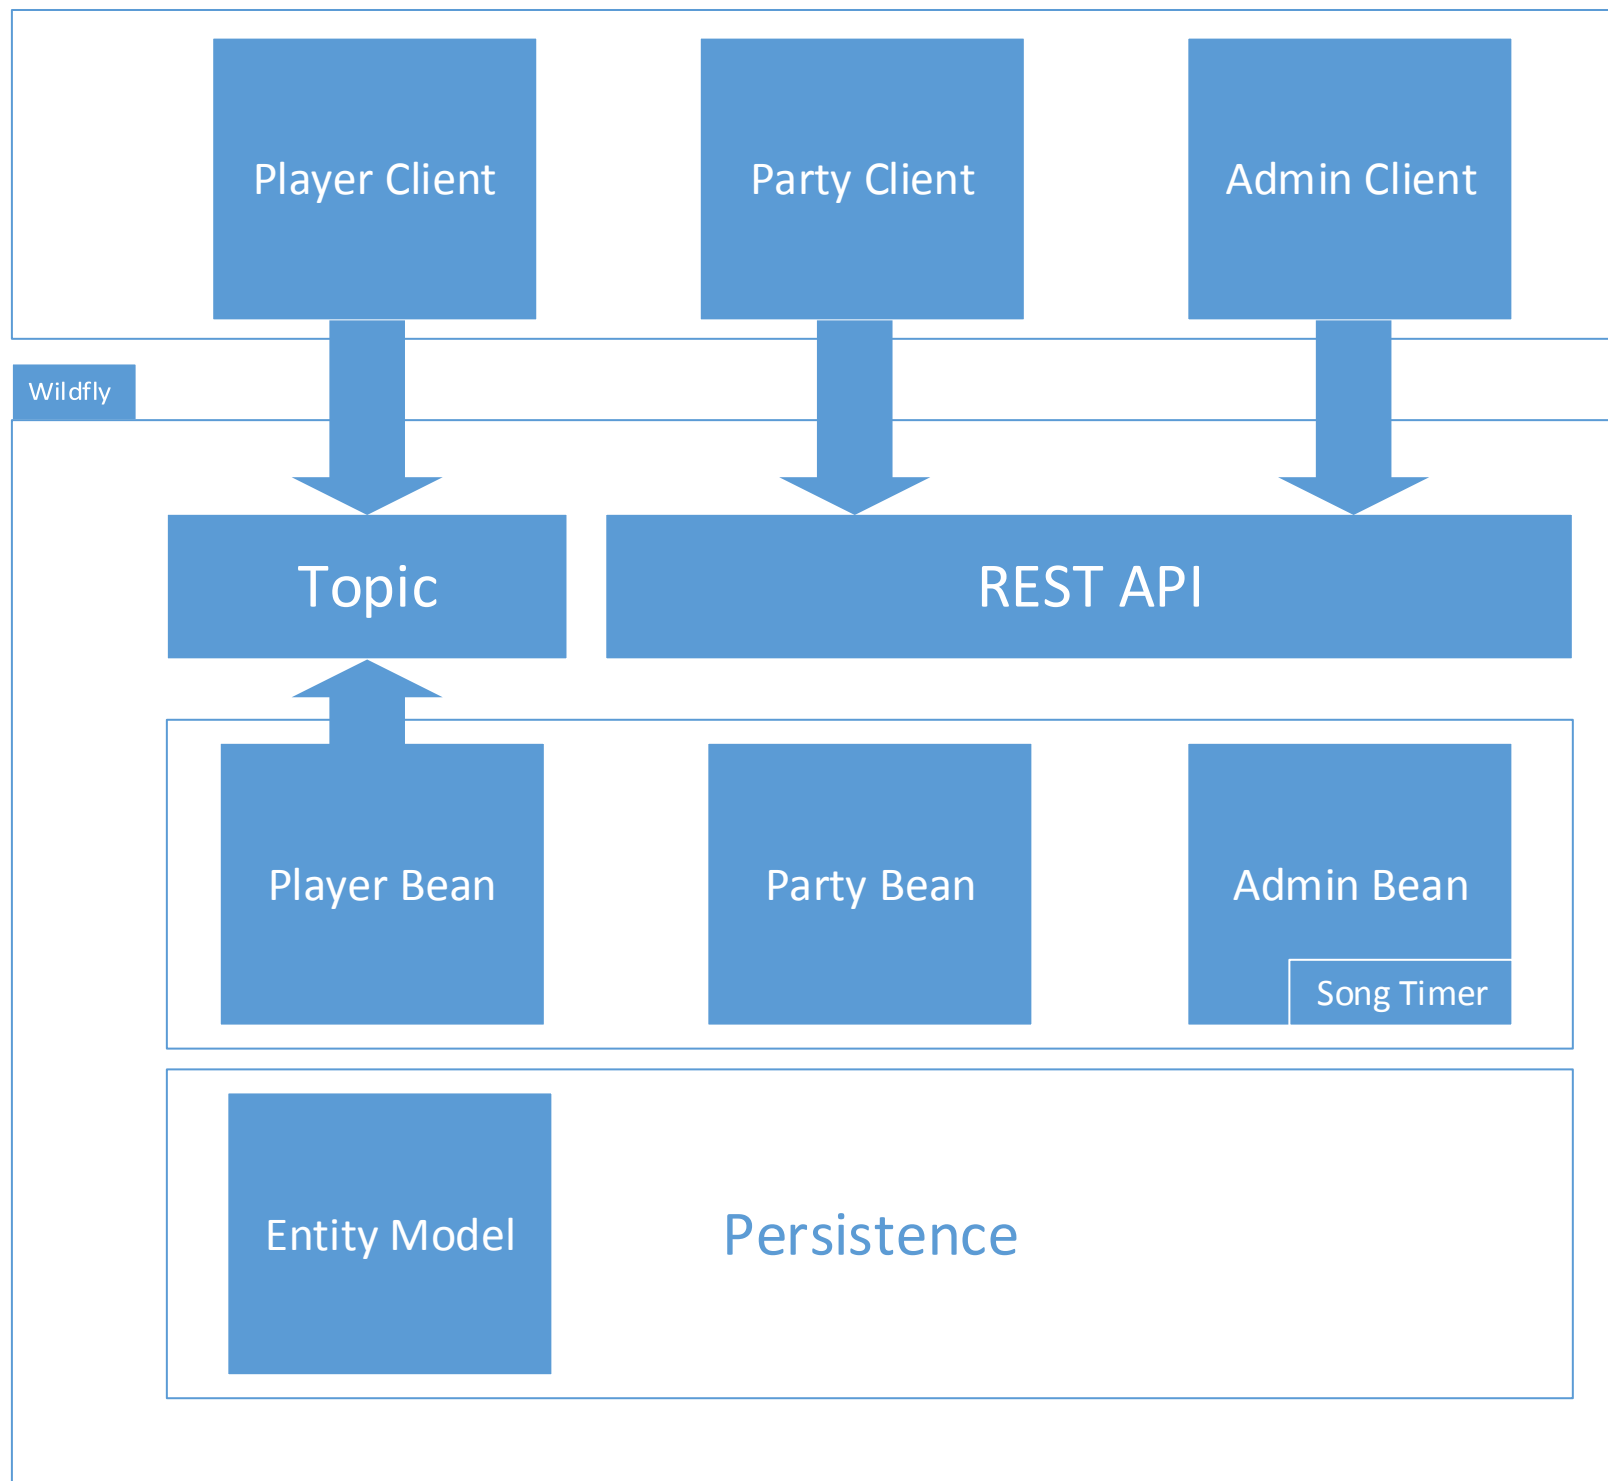 Player Client
Party Client
Admin Client
Wildfly
Topic
REST API
Player Bean
Party Bean
Admin Bean
Song Timer
Entity Model
Persistence